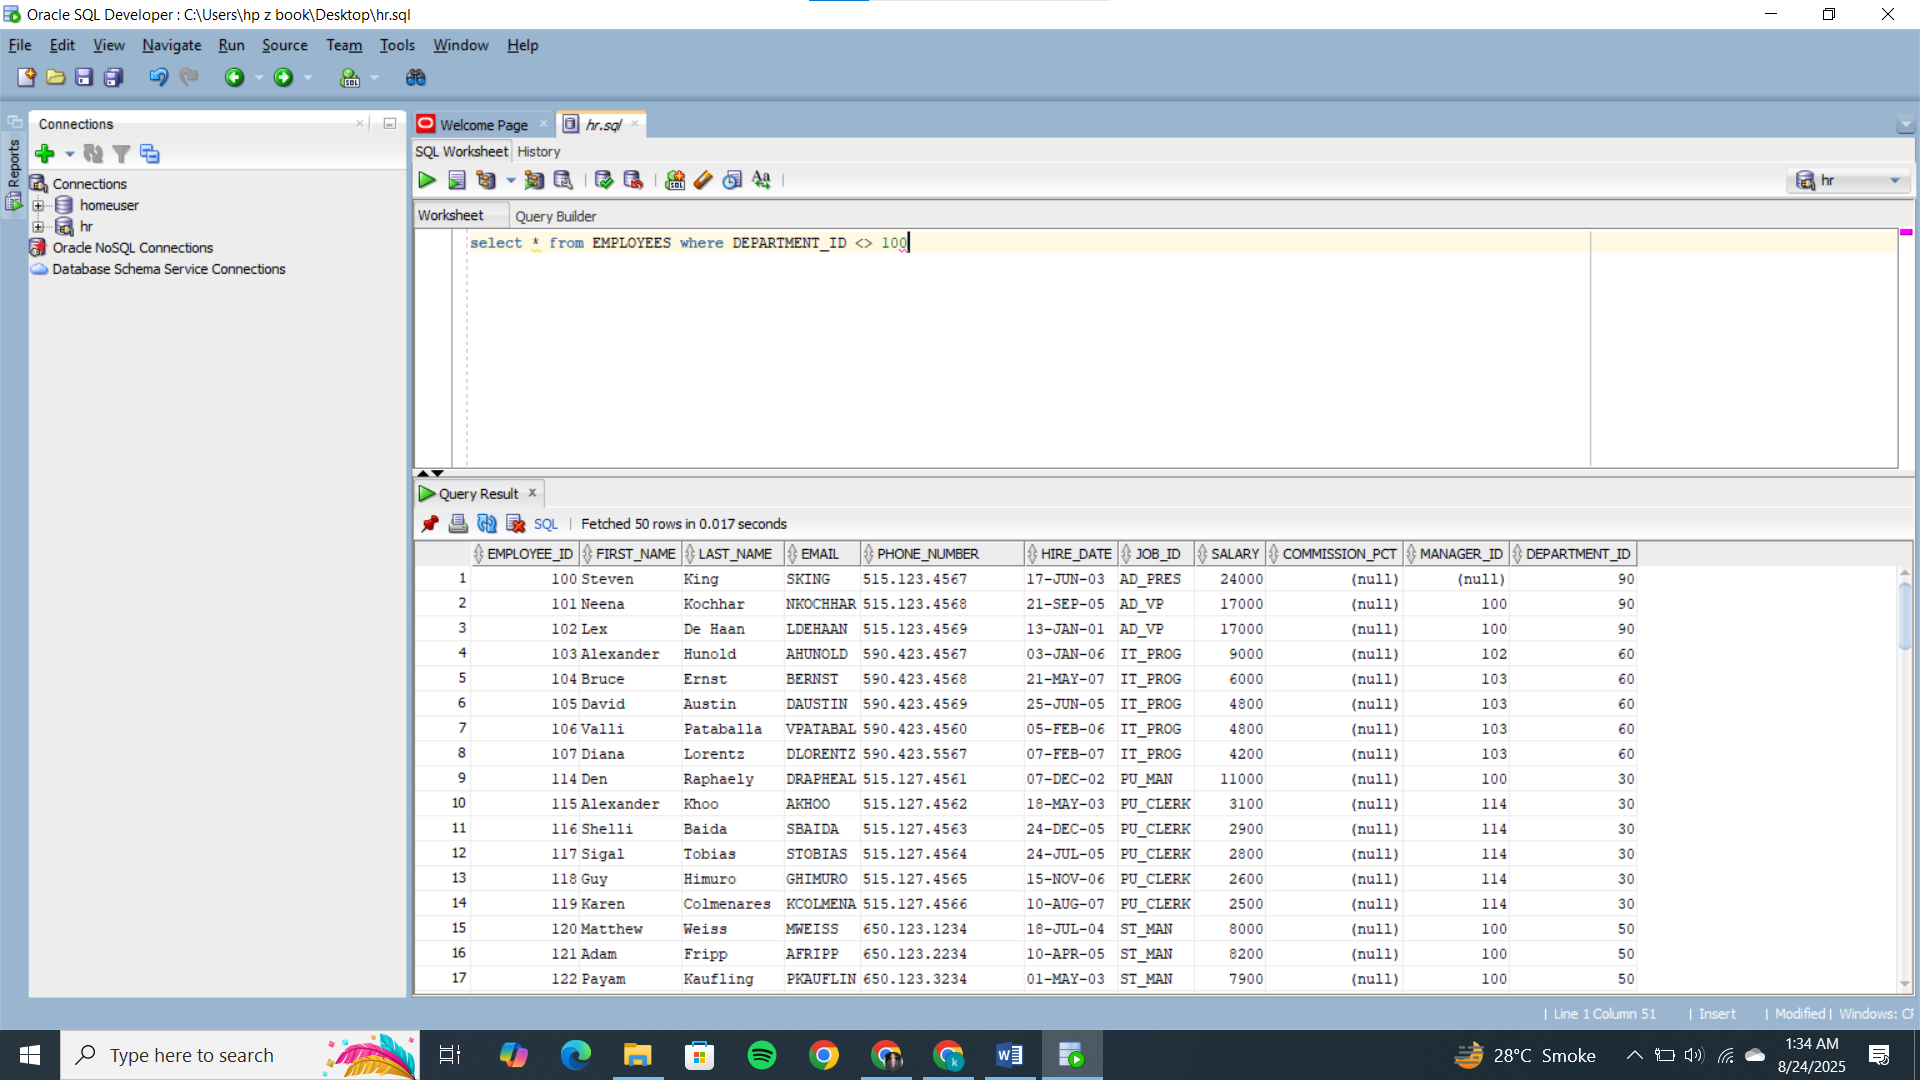 Oracle SQL Developer : C:\Users\hp z book\Desktop\hr.sql
File Edit View Navigate Run Source Team Tools Window Help
Connections
Welcome Page
hr.sql
Reports
SQL Worksheet History
Connections
homeuser
hr
Oracle NoSQL Connections
Database Schema Service Connections
hr
Worksheet Query Builder
select * from EMPLOYEES where DEPARTMENT_ID <> 100
Query Result
SQL | Fetched 50 rows in 0.017 seconds
EMPLOYEE_ID FIRST_NAME LAST_NAME EMAIL PHONE_NUMBER HIRE_DATE JOB_ID SALARY COMMISSION_PCT MANAGER_ID DEPARTMENT_ID
1 100 Steven King SKING 515.123.4567 17-JUN-03 AD_PRES 24000 (null) (null) 90
2 101 Neena Kochhar NKOCHHAR 515.123.4568 21-SEP-05 AD_VP 17000 (null) 100 90
3 102 Lex De Haan LDEHAAN 515.123.4569 13-JAN-01 AD_VP 17000 (null) 100 90
4 103 Alexander Hunold AHUNOLD 590.423.4567 03-JAN-06 IT_PROG 9000 (null) 102 60
5 104 Bruce Ernst BERNST 590.423.4568 21-MAY-07 IT_PROG 6000 (null) 103 60
6 105 David Austin DAUSTIN 590.423.4569 25-JUN-05 IT_PROG 4800 (null) 103 60
7 106 Valli Pataballa VPATABAL 590.423.4560 05-FEB-06 IT_PROG 4800 (null) 103 60
8 107 Diana Lorentz DLORENTZ 590.423.5567 07-FEB-07 IT_PROG 4200 (null) 103 60
9 114 Den Raphaely DRAPHEAL 515.127.4561 07-DEC-02 PU_MAN 11000 (null) 100 30
10 115 Alexander Khoo AKHOO 515.127.4562 18-MAY-03 PU_CLERK 3100 (null) 114 30
11 116 Shelli Baida SBAIDA 515.127.4563 24-DEC-05 PU_CLERK 2900 (null) 114 30
12 117 Sigal Tobias STOBIAS 515.127.4564 24-JUL-05 PU_CLERK 2800 (null) 114 30
13 118 Guy Himuro GHIMURO 515.127.4565 15-NOV-06 PU_CLERK 2600 (null) 114 30
14 119 Karen Colmenares KCOLMENA 515.127.4566 10-AUG-07 PU_CLERK 2500 (null) 114 30
15 120 Matthew Weiss MWEISS 650.123.1234 18-JUL-04 ST_MAN 8000 (null) 100 50
16 121 Adam Fripp AFRIPP 650.123.2234 10-APR-05 ST_MAN 8200 (null) 100 50
17 122 Payam Kaufling PKAUFLIN 650.123.3234 01-MAY-03 ST_MAN 7900 (null) 100 50
| Line 1 Column 51 | Insert | Modified | Windows: CF
Type here to search
28°C Smoke
1:34 AM
8/24/2025